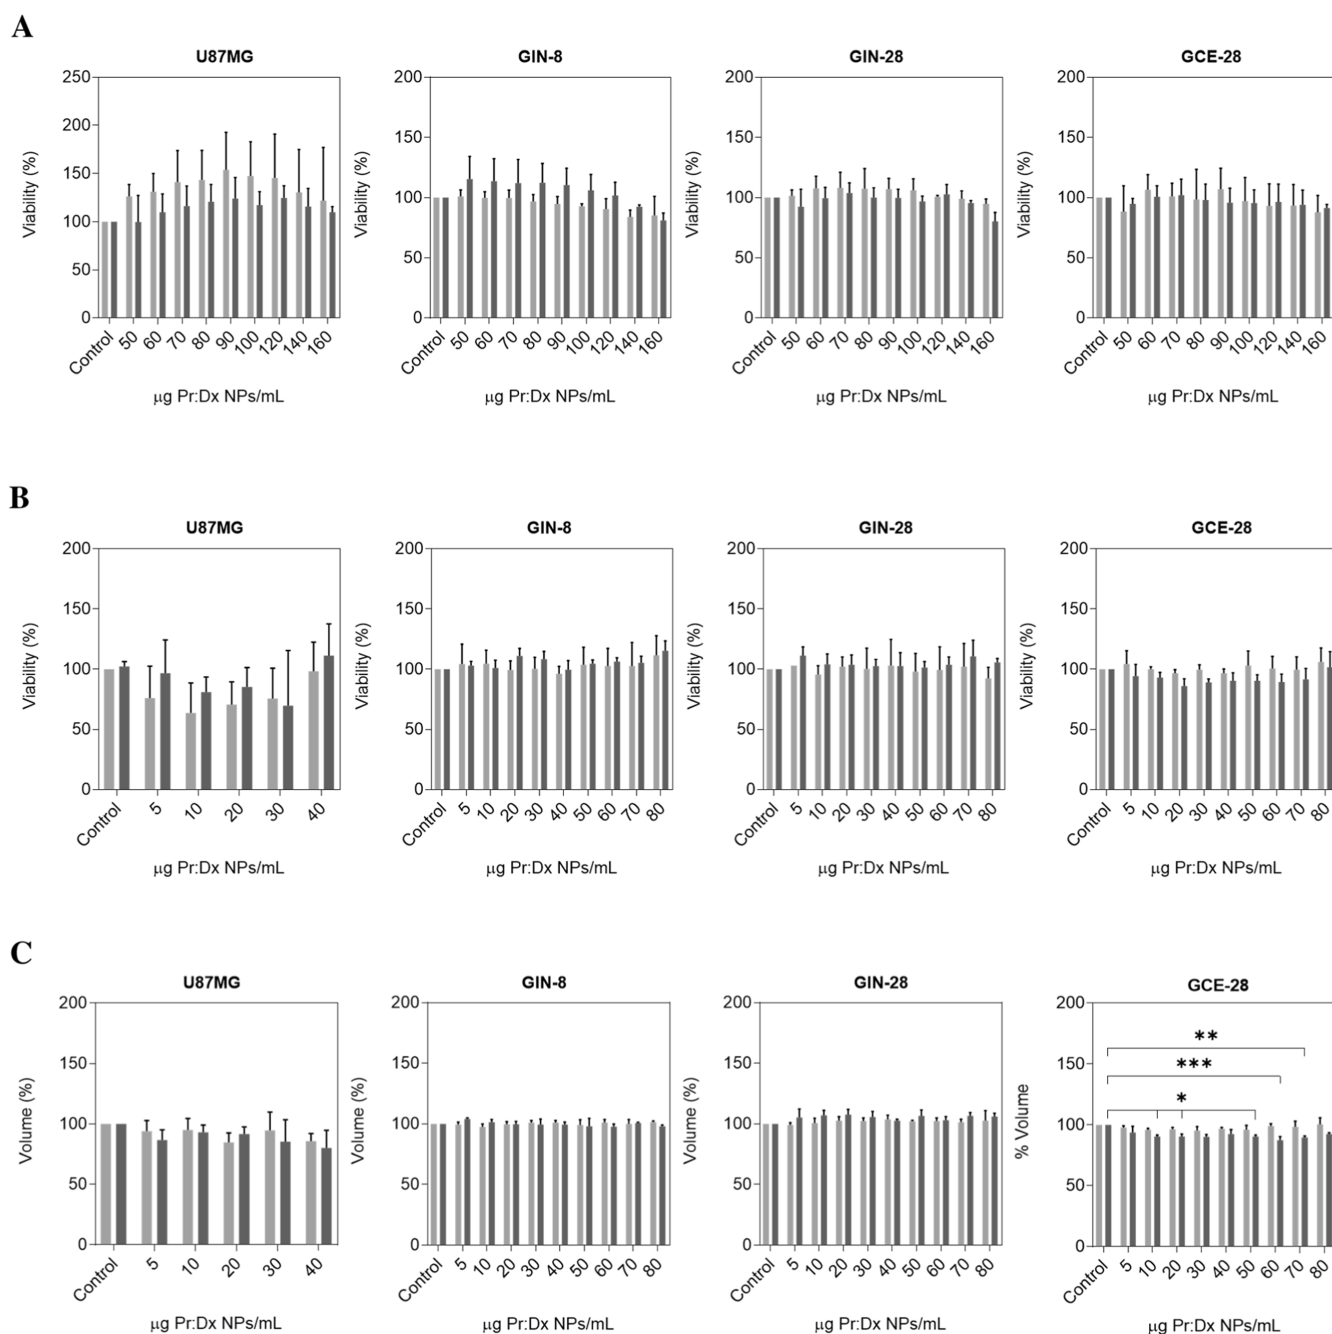 A
U87MG
GIN-8
GIN-28
GCE-28
250
200
150
100
50
0
Viability (%)
Control 50 60 70 80 90 100 120 140 160
μg Pr:Dx NPs/mL
200
150
100
50
0
Viability (%)
Control 50 60 70 80 90 100 120 140 160
μg Pr:Dx NPs/mL
200
150
100
50
0
Viability (%)
Control 50 60 70 80 90 100 120 140 160
μg Pr:Dx NPs/mL
200
150
100
50
0
Viability (%)
Control 50 60 70 80 90 100 120 140 160
μg Pr:Dx NPs/mL
B
U87MG
GIN-8
GIN-28
GCE-28
200
150
100
50
0
Viability (%)
Control 5 10 20 30 40
μg Pr:Dx NPs/mL
200
150
100
50
0
Viability (%)
Control 5 10 20 30 40 50 60 70 80
μg Pr:Dx NPs/mL
200
150
100
50
0
Viability (%)
Control 5 10 20 30 40 50 60 70 80
μg Pr:Dx NPs/mL
200
150
100
50
0
Viability (%)
Control 5 10 20 30 40 50 60 70 80
μg Pr:Dx NPs/mL
C
U87MG
GIN-8
GIN-28
GCE-28
200
150
100
50
0
Volume (%)
Control 5 10 20 30 40
μg Pr:Dx NPs/mL
200
150
100
50
0
Volume (%)
Control 5 10 20 30 40 50 60 70 80
μg Pr:Dx NPs/mL
200
150
100
50
0
Volume (%)
Control 5 10 20 30 40 50 60 70 80
μg Pr:Dx NPs/mL
200
150
100
50
0
% Volume
**
***
*
Control 5 10 20 30 40 50 60 70 80
μg Pr:Dx NPs/mL